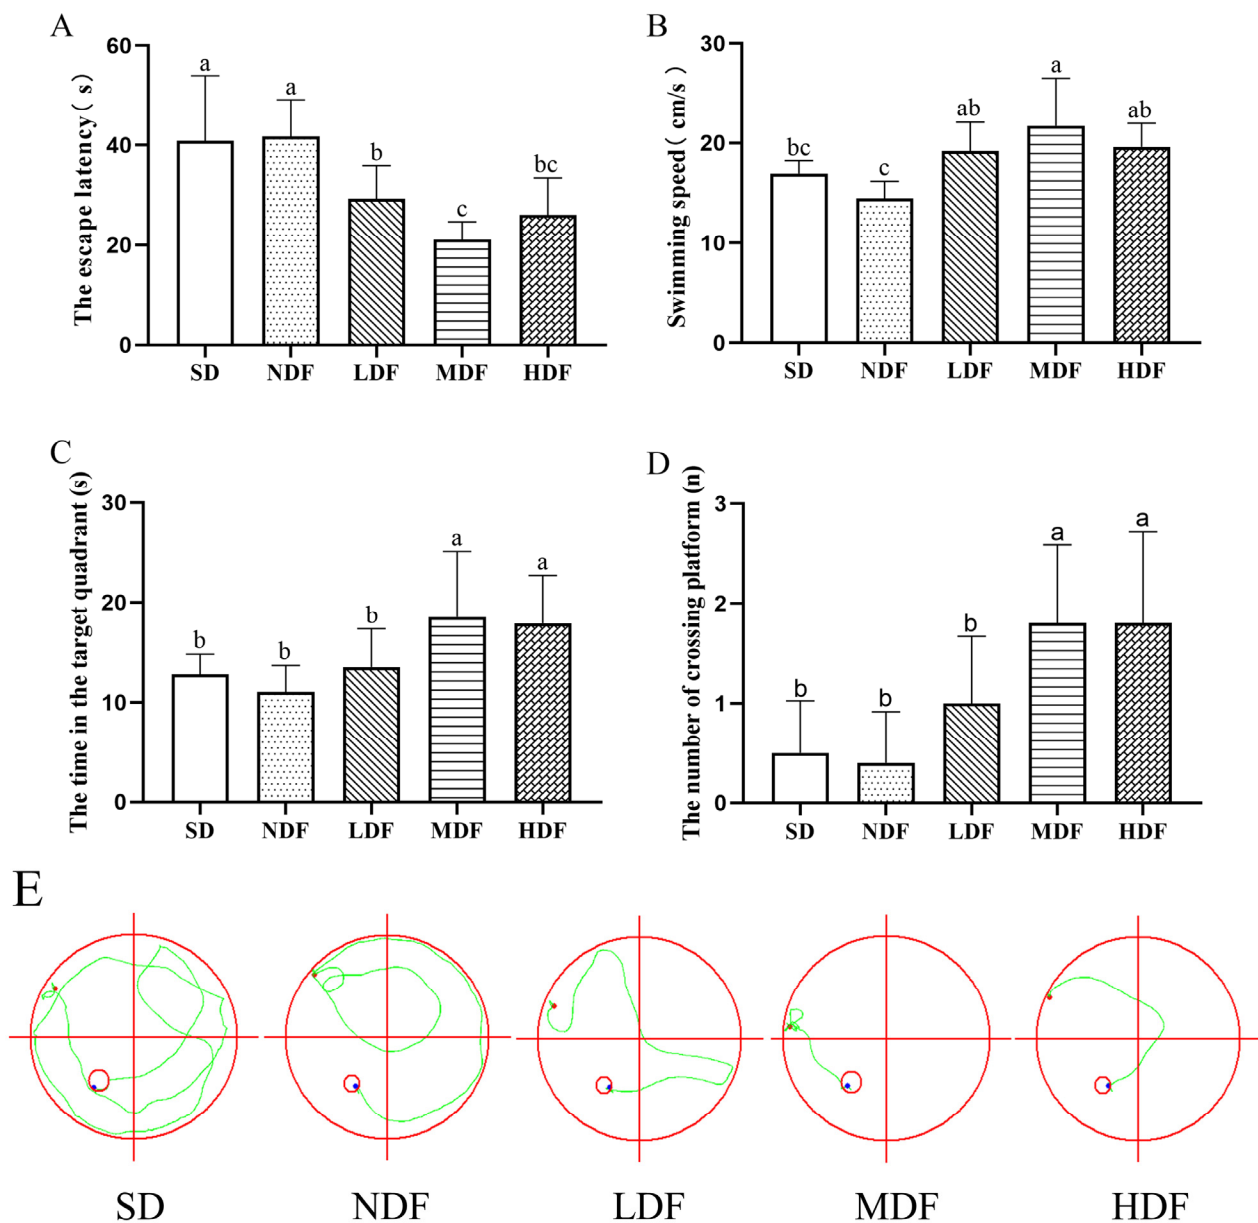 A
The escape latency( s)
60
40
20
0
a
a
b
c
bc
SD NDF LDF MDF HDF
B
Swimming speed( cm/s )
30
20
10
0
bc
c
ab
a
ab
SD NDF LDF MDF HDF
C
The time in the target quadrant (s)
30
20
10
0
b
b
b
a
a
SD NDF LDF MDF HDF
D
The number of crossing platform (n)
3
2
1
0
b
b
b
a
a
SD NDF LDF MDF HDF
E
SD NDF LDF MDF HDF